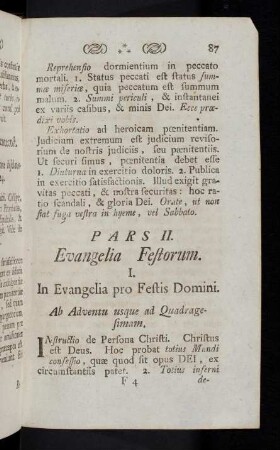 87
Reprehensio dormientium in peccato
mortali. 1. Status peccati est status sum-
mæ miseriæ, quia peccatum est summum
malum. 2. Summi periculi, & instantanei
ex variis casibus, & minis Dei. Ecce præ-
dixi vobis.
Exhortatio ad heroicam pœnitentiam.
Judicium extremum est judicium reviso-
rium de nostris judiciis, seu pœnitentiis.
Ut securi simus, pœnitentia debet esse
1. Diuturna in exercitio doloris. 2. Publica
in exercitio satisfactionis. Illud exigit gra-
vitas peccati, & nostra securitas: hoc ra-
tio scandali, & gloria Dei. Orate, ut non
fiat fuga vestra in hyeme, vel Sabbato.
PARS II.
Evangelia Festorum.
I.
In Evangelia pro Festis Domini.
Ab Adventu usque ad Quadrage-
simam.
INstructio de Persona Christi. Christus
est Deus. Hoc probat totius Mundi
confessio, quæ quod sit opus DEI, ex
circumstantiis patet. 2. Totius inferni
F 4 de-